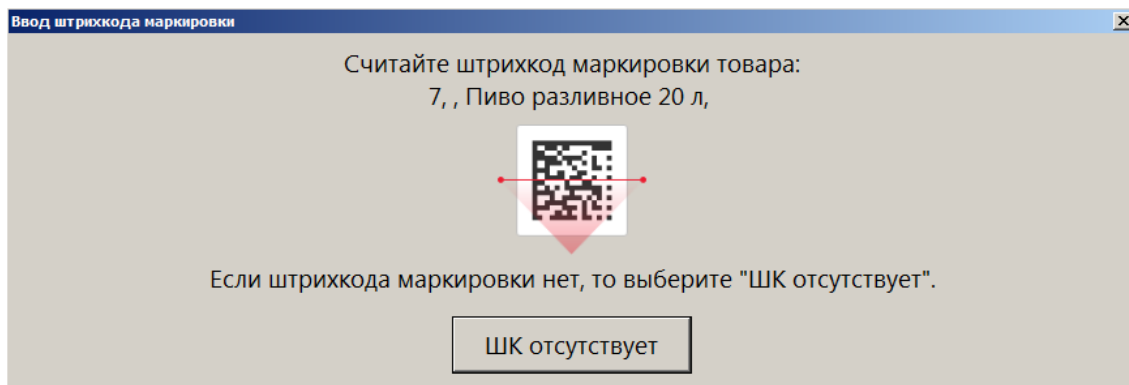 Ввод штрихкода маркировки
Считайте штрихкод маркировки товара:
7, , Пиво разливное 20 л,
Если штрихкода маркировки нет, то выберите "ШК отсутствует".
ШК отсутствует